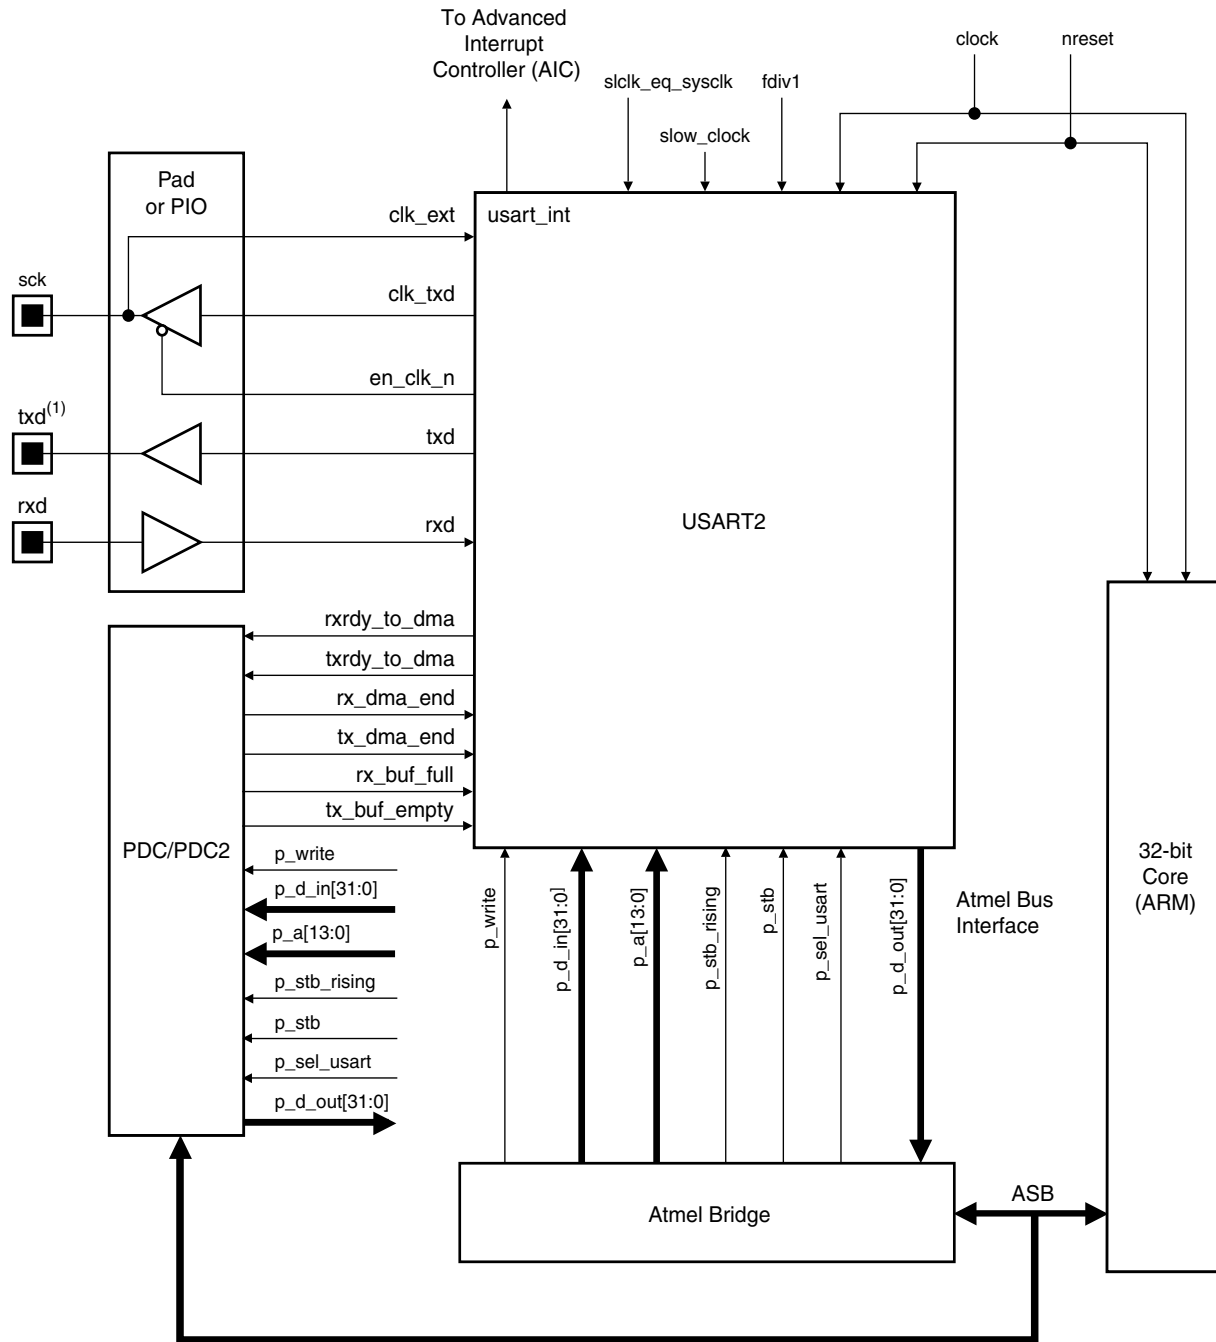 To Advanced
Interrupt
Controller (AIC)
clock
nreset
slclk_eq_sysclk
fdiv1
slow_clock
Pad
or PIO
clk_ext
usart_int
sck
clk_txd
en_clk_n
txd(1)
txd
rxd
rxd
USART2
rxrdy_to_dma
txrdy_to_dma
rx_dma_end
tx_dma_end
rx_buf_full
tx_buf_empty
PDC/PDC2
p_write
p_d_in[31:0]
p_a[13:0]
p_stb_rising
p_stb
p_sel_usart
p_d_out[31:0]
p_write
p_d_in[31:0]
p_a[13:0]
p_stb_rising
p_stb
p_sel_usart
p_d_out[31:0]
Atmel Bus
Interface
32-bit
Core
(ARM)
Atmel Bridge
ASB